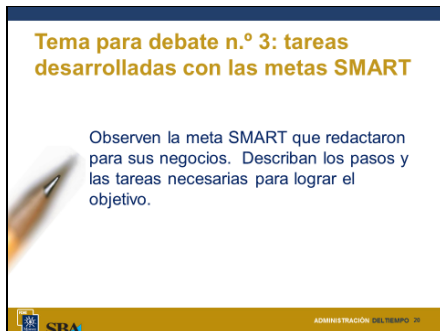 Tema para debate n.º 3: tareas
desarrolladas con las metas SMART
Observen la meta SMART que redactaron
para sus negocios.  Describan los pasos y
las tareas necesarias para lograr el
objetivo.
SBA
ADMINISTRACIÓN DEL TIEMPO